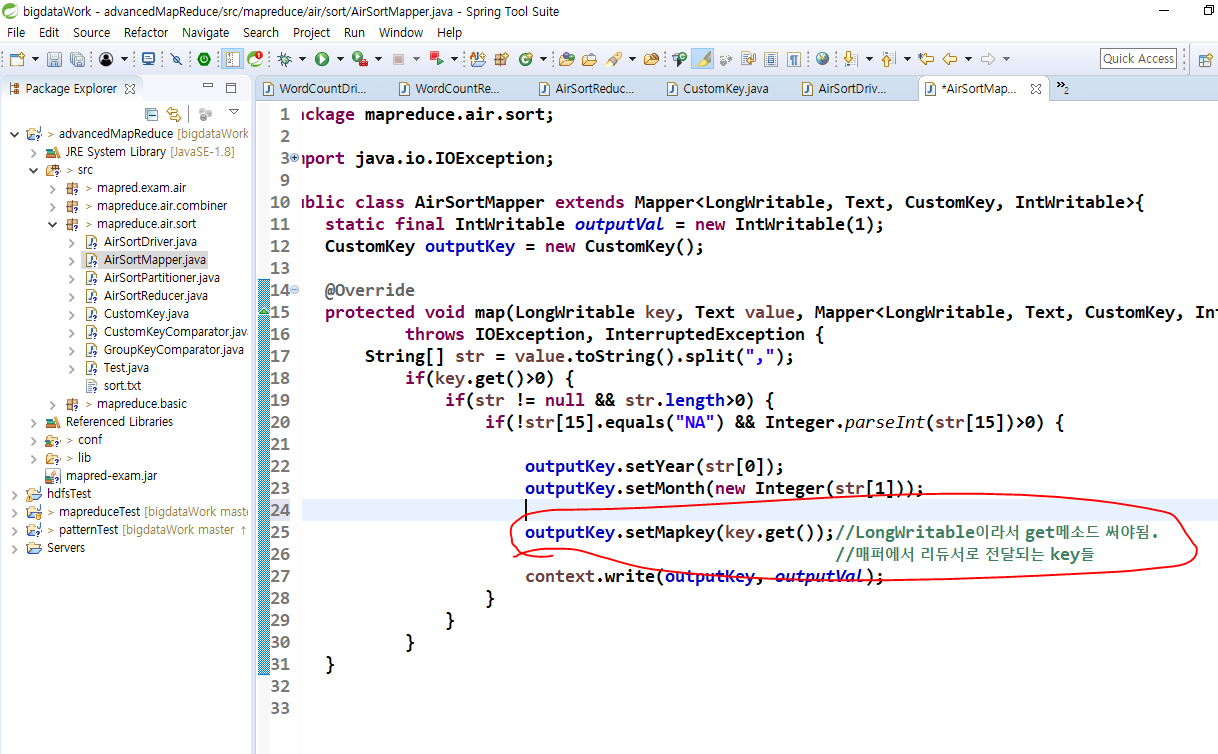 bigdataWork - advancedMapReduce/src/mapreduce/air/sort/AirSortMapper.java - Spring Tool Suite
File Edit Source Refactor Navigate Search Project Run Window Help
Quick Access
Package Explorer
advancedMapReduce [bigdataWork
JRE System Library [JavaSE-1.8]
> src
> mapred.exam.air
> mapreduce.air.combiner
> mapreduce.air.sort
AirSortDriver.java
AirSortMapper.java
AirSortPartitioner.java
AirSortReducer.java
CustomKey.java
CustomKeyComparator.java
GroupKeyComparator.java
Test.java
sort.txt
> mapreduce.basic
Referenced Libraries
> conf
> lib
mapred-exam.jar
hdfsTest
> mapreduceTest [bigdataWork maste
> patternTest [bigdataWork master ↑
Servers
WordCountDri... WordCountRe... AirSortReduc... CustomKey.java AirSortDriv... *AirSortMap... »2
1 ackage mapreduce.air.sort;
2
3 mport java.io.IOException;
9
10 ublic class AirSortMapper extends Mapper<LongWritable, Text, CustomKey, IntWritable>{
11 static final IntWritable outputVal = new IntWritable(1);
12 CustomKey outputKey = new CustomKey();
13
14 @Override
15 protected void map(LongWritable key, Text value, Mapper<LongWritable, Text, CustomKey, Int
16 throws IOException, InterruptedException {
17 String[] str = value.toString().split(",");
18 if(key.get()>0) {
19 if(str != null && str.length>0) {
20 if(!str[15].equals("NA") && Integer.parseInt(str[15])>0) {
21
22 outputKey.setYear(str[0]);
23 outputKey.setMonth(new Integer(str[1]));
24
25 outputKey.setMapkey(key.get());//LongWritable이라서 get메소드 써야됨.
26 //매퍼에서 리듀서로 전달되는 key들
27 context.write(outputKey, outputVal);
28 }
29 }
30 }
31 }
32
33